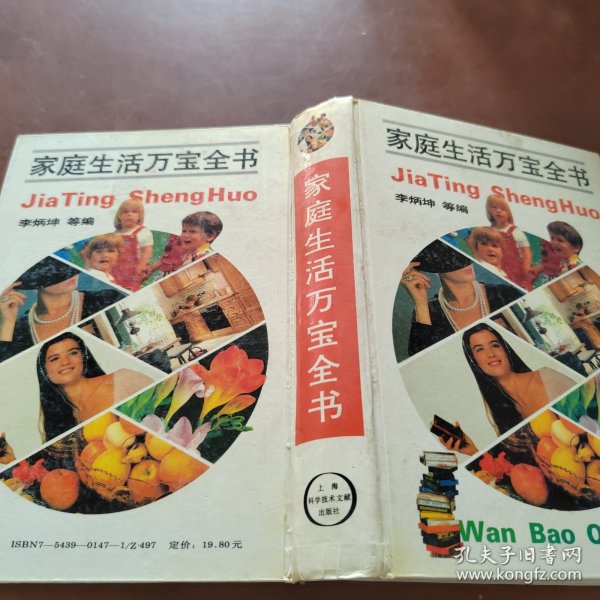 家庭生活万宝全书
JiaTing ShengHuo
李炳坤 等编
ISBN7—5439—0147—1/Z·497 定价：19.80元
家庭生活万宝全书
上海
科学技术文献
出版社
家庭生活万宝全书
JiaTing ShengHuo
李炳坤 等编
Wan Bao Q
孔夫子旧书网
www.kongfz.com